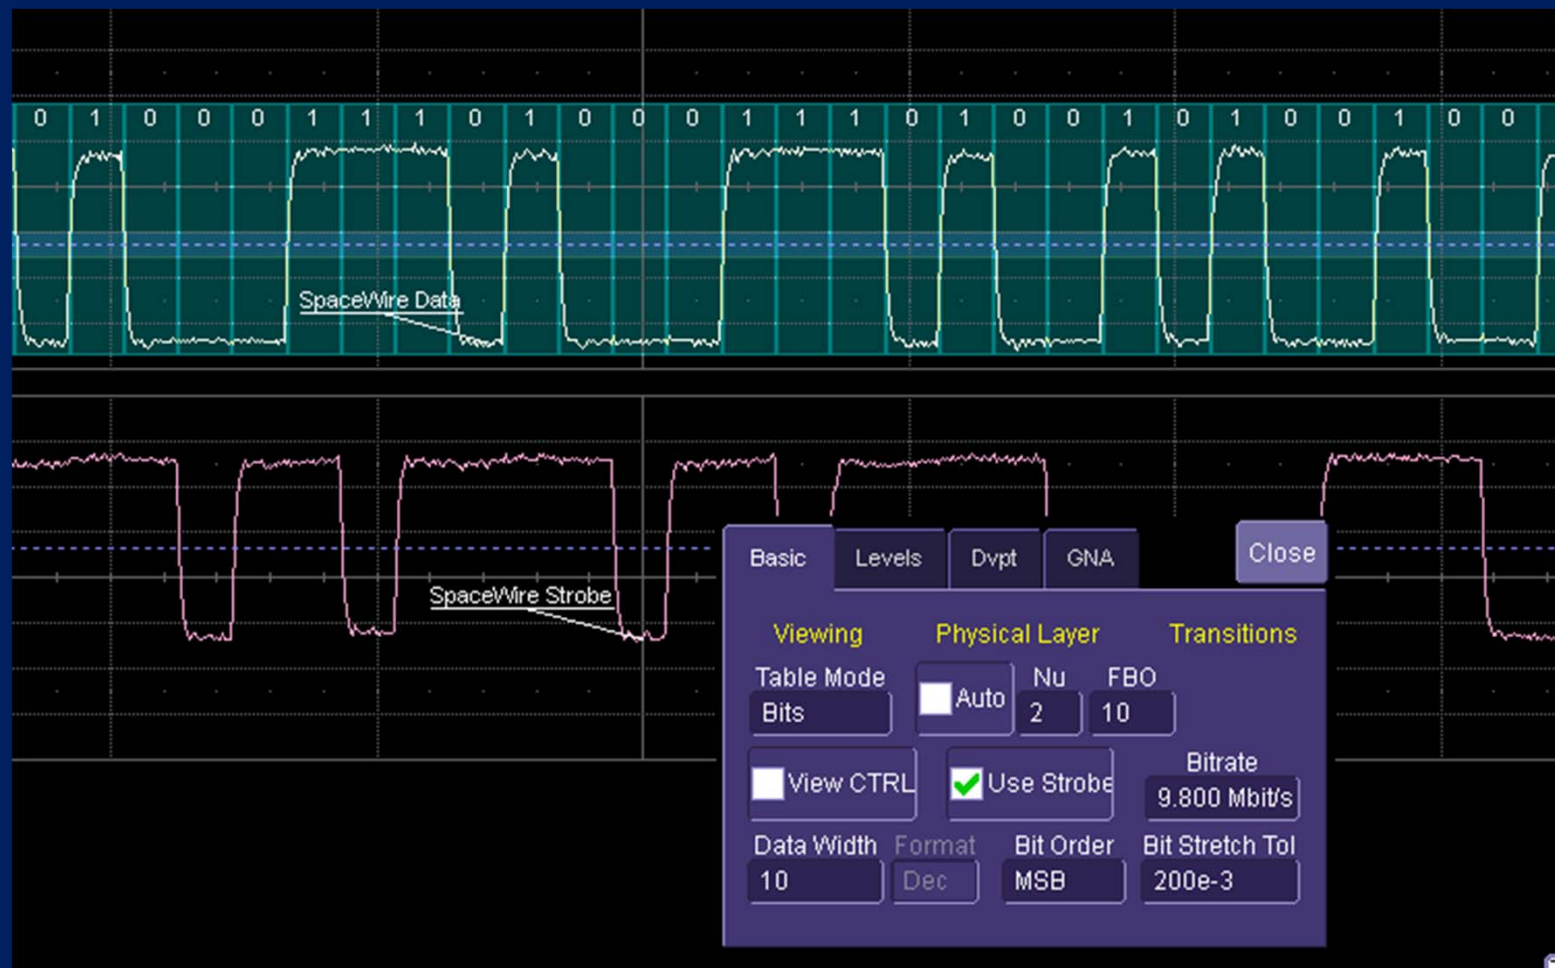 0 1 0 0 0 1 1 1 0 1 0 0 0 1 1 1 0 1 0 0 1 0 1 0 0 1 0 0
SpaceWire Data
SpaceWire Strobe
Basic Levels Dvpt GNA Close
Viewing Physical Layer Transitions
Table Mode Nu FBO
Bits Auto 2 10
View CTRL Use Strobe Bitrate
9.800 Mbit/s
Data Width Format Bit Order Bit Stretch Tol
10 Dec MSB 200e-3